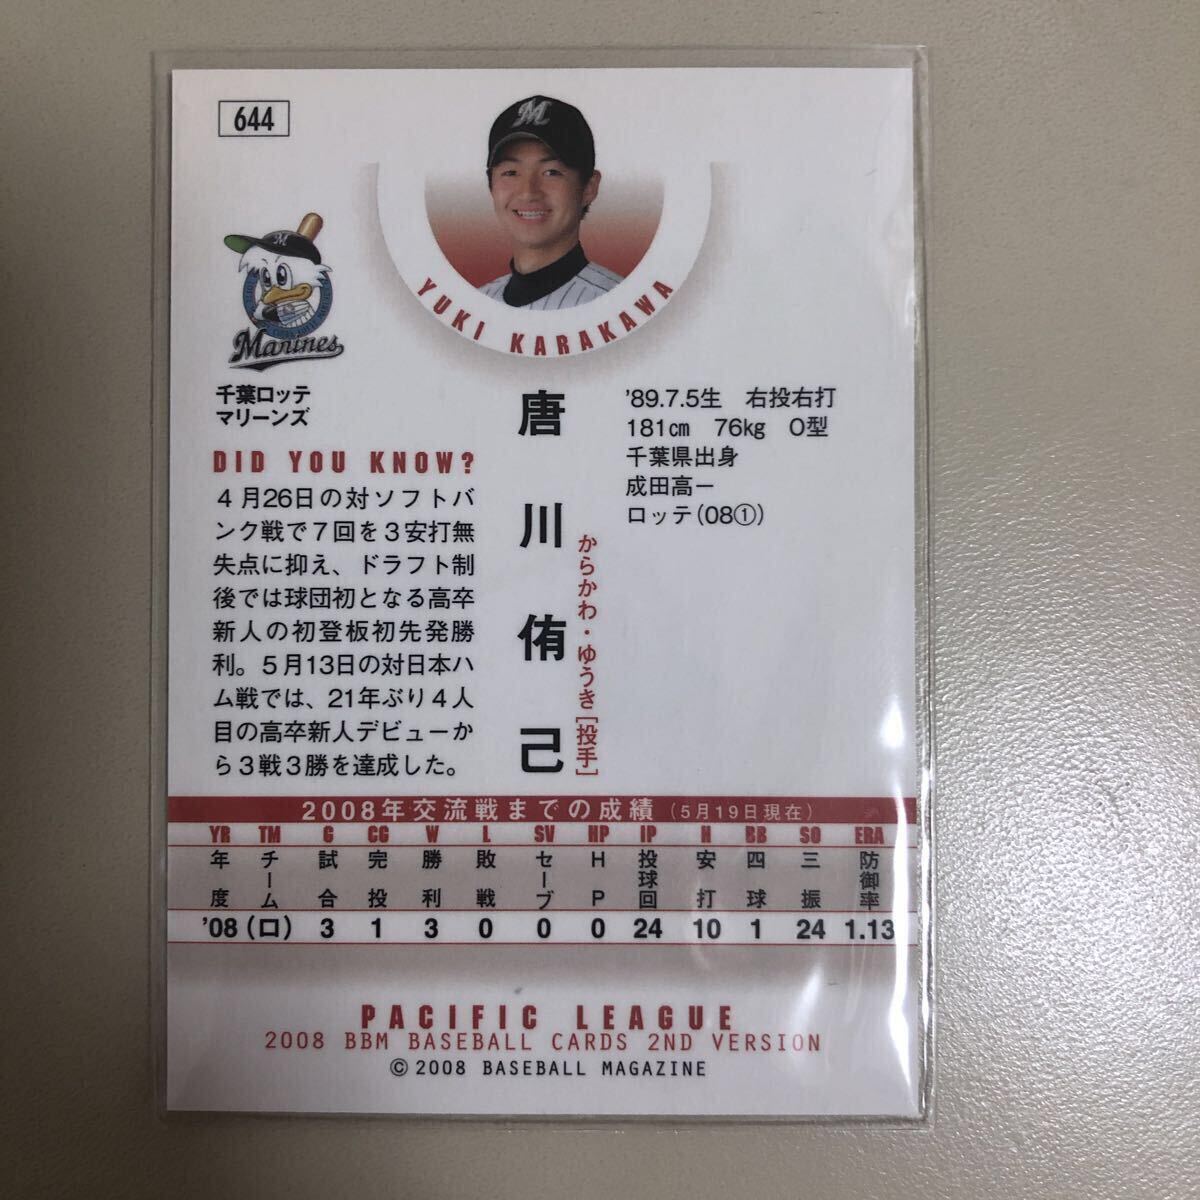 644
M
M
Marines
YUKI KARAKAWA
千葉ロッテ
マリーンズ
唐川侑己
からかわ・ゆうき[投手]
'89.7.5生 右投右打
181cm 76kg O型
千葉県出身
成田高ー
ロッテ(08①)
DID YOU KNOW?
4月26日の対ソフトバ
ンク戦で7回を3安打無
失点に抑え、ドラフト制
後では球団初となる高卒
新人の初登板初先発勝
利。5月13日の対日本ハ
ム戦では、21年ぶり4人
目の高卒新人デビューか
ら3戦3勝を達成した。
2008年交流戦までの成績(5月19日現在)
YR TM G CG W L SV HP IP H BB SO ERA
年度 チーム 試合 完投 勝利 敗戦 セーブ HP 投球回 安打 四球 三振 防御率
'08 (ロ) 3 1 3 0 0 0 24 10 1 24 1.13
PACIFIC LEAGUE
2008 BBM BASEBALL CARDS 2ND VERSION
©2008 BASEBALL MAGAZINE